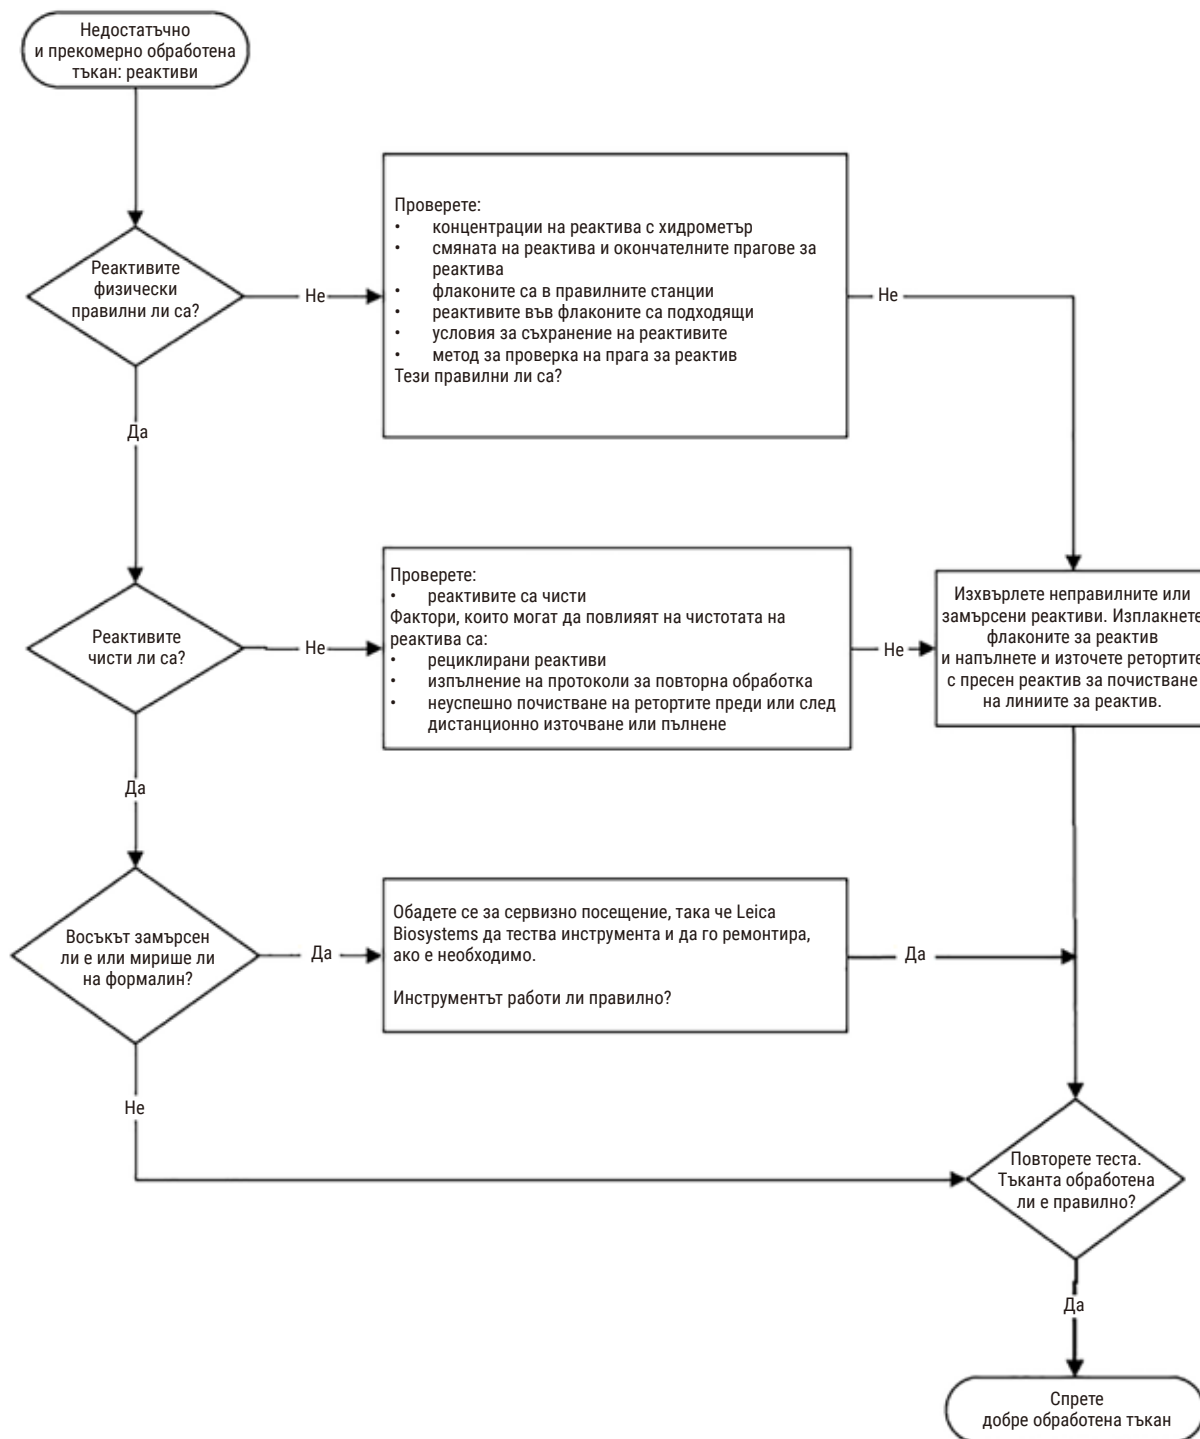 Недостатъчно
и прекомерно обработена
тъкан: реактиви
Реактивите
физически
правилни ли са?
Не
Проверете:
• концентрации на реактива с хидрометър
• смяната на реактива и окончателните прагове за
реактива
• флаконите са в правилните станции
• реактивите във флаконите са подходящи
• условия за съхранение на реактивите
• метод за проверка на прага за реактив
Тези правилни ли са?
Не
Да
Реактивите
чисти ли са?
Не
Проверете:
• реактивите са чисти
Фактори, които могат да повлияят на чистотата на
реактива са:
• рециклирани реактиви
• изпълнение на протоколи за повторна обработка
• неуспешно почистване на ретортите преди или след
дистанционно източване или пълнене
Не
Изхвърлете неправилните или
замърсени реактиви. Изплакнете
флаконите за реактив
и напълнете и източете ретортите
с пресен реактив за почистване
на линиите за реактив.
Да
Восъкът замърсен
ли е или мирише ли
на формалин?
Да
Обадете се за сервизно посещение, така че Leica
Biosystems да тества инструмента и да го ремонтира,
ако е необходимо.
Инструментът работи ли правилно?
Да
Не
Повторете теста.
Тъканта обработена
ли е правилно?
Да
Спрете
добре обработена тъкан